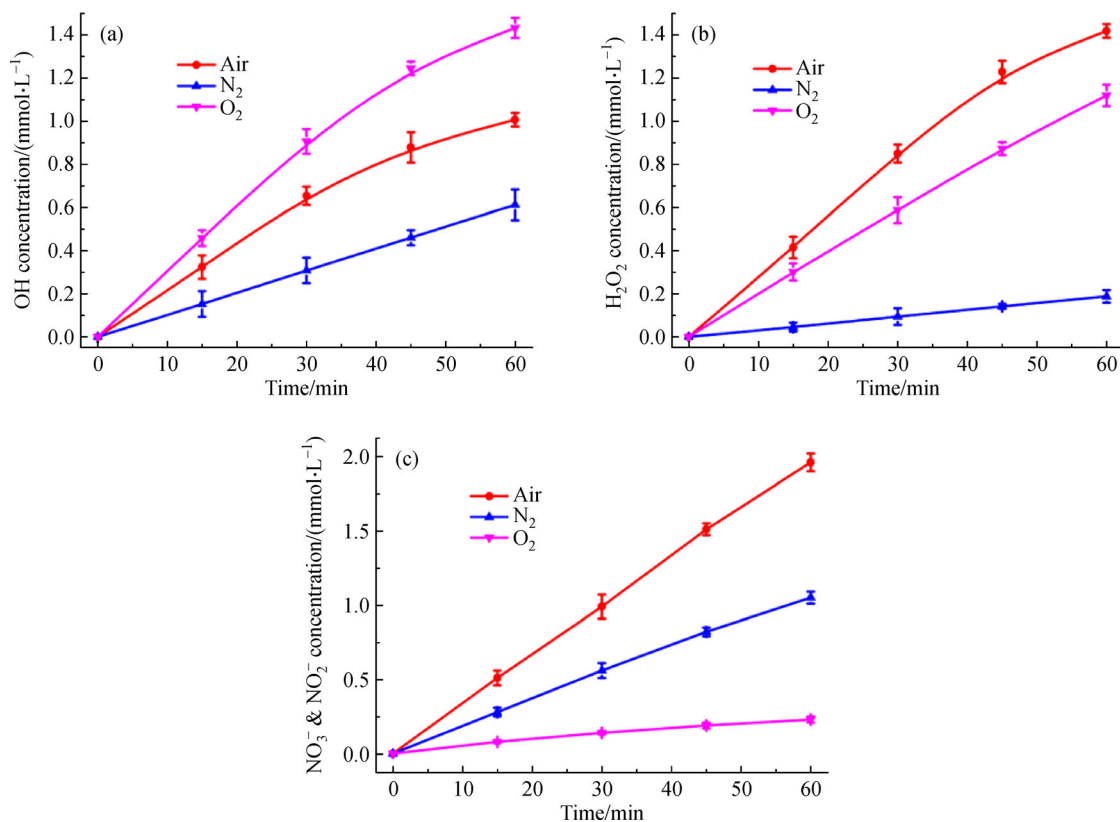 (a)
Air
N₂
O₂
OH concentration/(mmol·L⁻¹)
1.4
1.2
1.0
0.8
0.6
0.4
0.2
0.0
0 10 20 30 40 50 60
Time/min
(b)
Air
N₂
O₂
H₂O₂ concentration/(mmol·L⁻¹)
1.4
1.2
1.0
0.8
0.6
0.4
0.2
0.0
0 10 20 30 40 50 60
Time/min
(c)
Air
N₂
O₂
NO₃⁻ & NO₂⁻ concentration/(mmol·L⁻¹)
2.0
1.5
1.0
0.5
0.0
0 10 20 30 40 50 60
Time/min